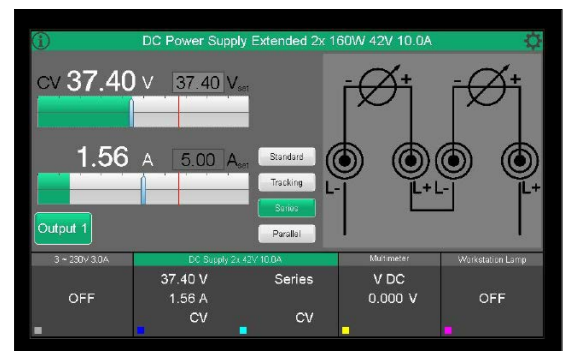 DC Power Supply Extended 2x 160W 42V 10.0A
CV 37.40 V 37.40 Vset
1.56 A 5.00 Aset
Standard
Tracking
Series
Parallel
Output 1
- + - +
L- L+ L- L+
3 ~ 230V 3.0A
OFF
DC Supply 2x 42V 10.0A
37.40 V Series
1.56 A
CV CV
Multimeter
V DC
0.000 V
Workstation Lamp
OFF